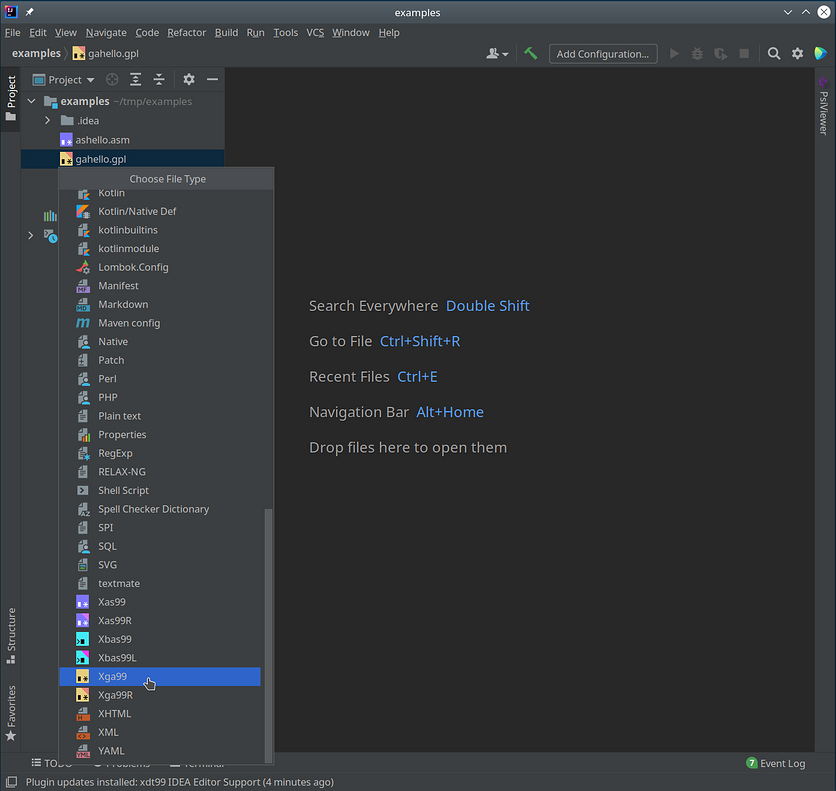 examples
File Edit View Navigate Code Refactor Build Run Tools VCS Window Help
examples gahello.gpl
Add Configuration...
Project
Project
PsiViewer
examples ~/tmp/examples
.idea
ashello.asm
gahello.gpl
Choose File Type
Kotlin
Kotlin/Native Def
kotlinbuiltins
kotlinmodule
Lombok.Config
Manifest
Markdown
Maven config
Native
Patch
Perl
PHP
Plain text
Properties
RegExp
RELAX-NG
Shell Script
Spell Checker Dictionary
SPI
SQL
SVG
textmate
Xas99
Xas99R
Xbas99
Xbas99L
Xga99
Xga99R
XHTML
XML
YAML
Search Everywhere Double Shift
Go to File Ctrl+Shift+R
Recent Files Ctrl+E
Navigation Bar Alt+Home
Drop files here to open them
Structure
Favorites
TODO Problems Terminal
7 Event Log
Plugin updates installed: xdt99 IDEA Editor Support (4 minutes ago)